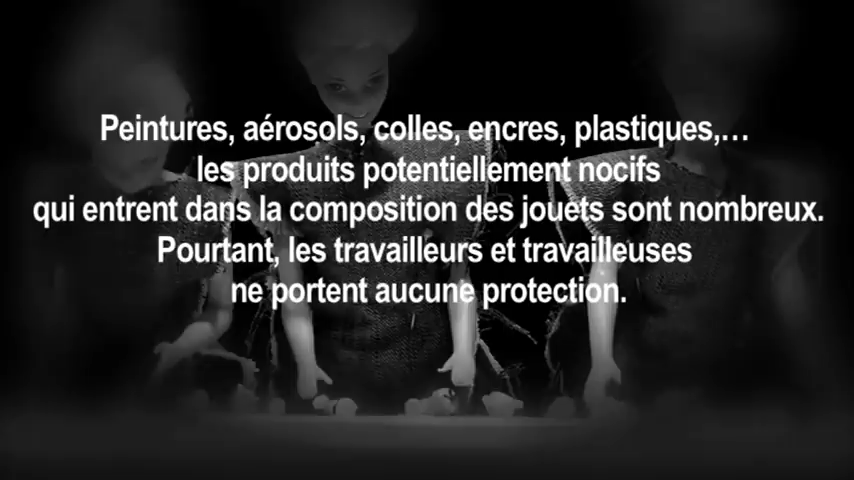 Peintures, aérosols, colles, encres, plastiques,...
les produits potentiellement nocifs
qui entrent dans la composition des jouets sont nombreux.
Pourtant, les travailleurs et travailleuses
ne portent aucune protection.